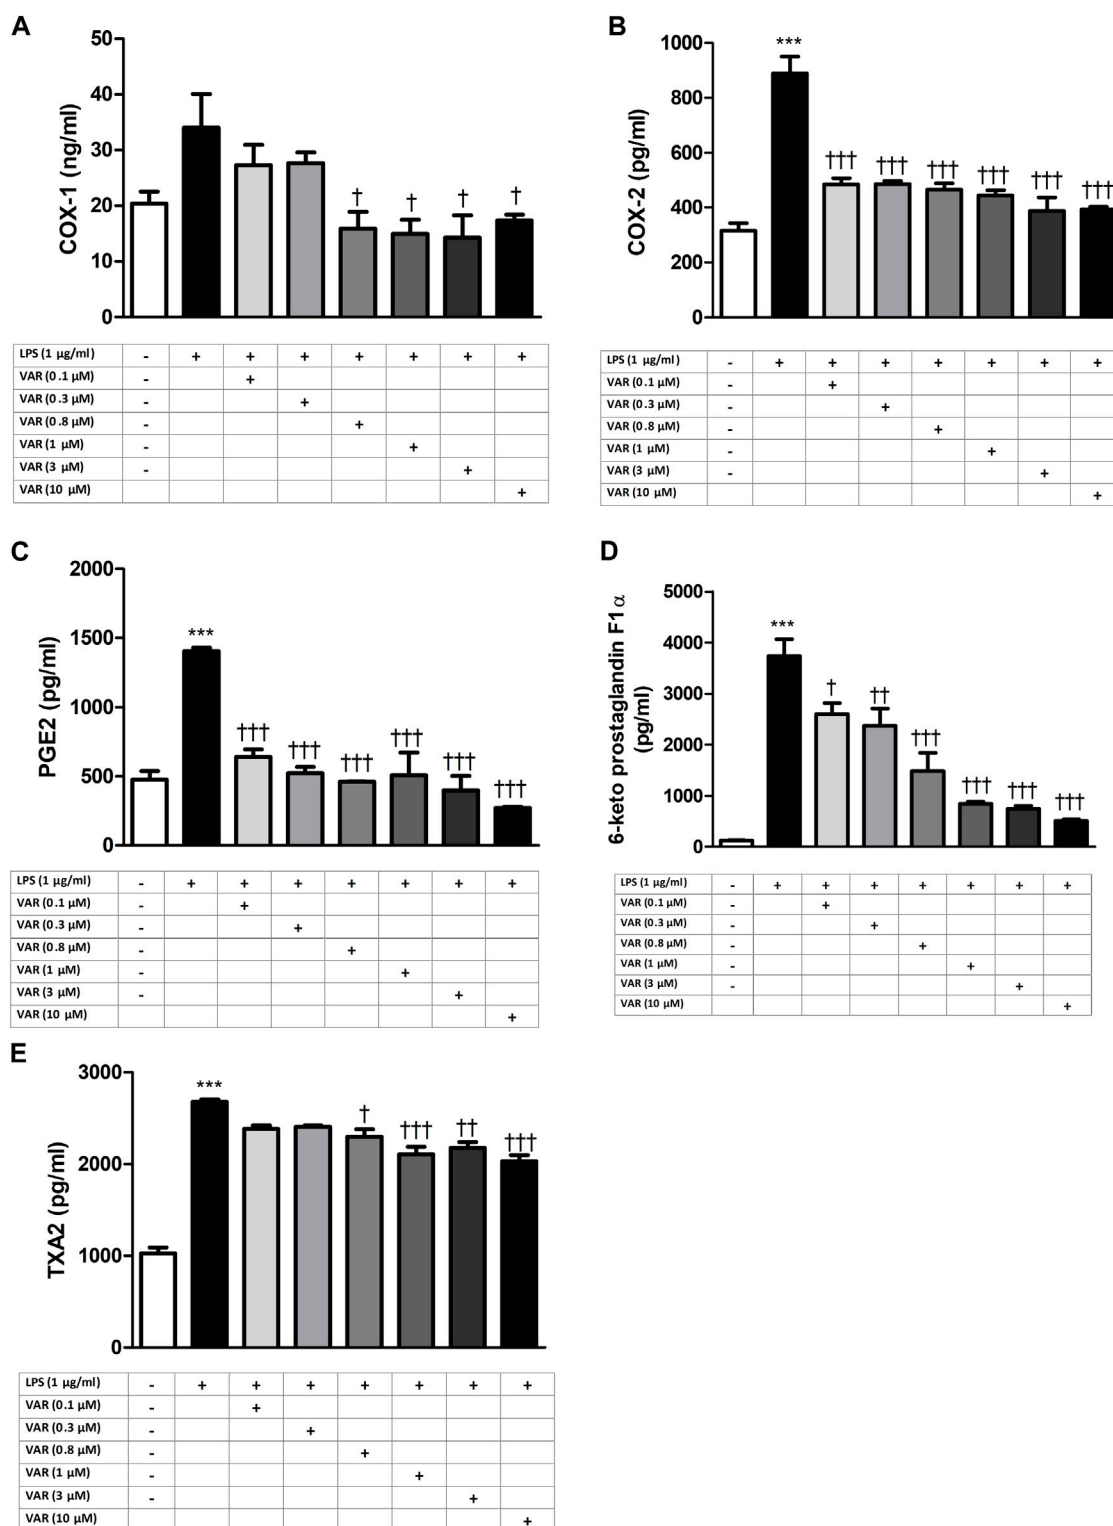 A
COX-1 (ng/ml)
50
40
30
20
10
0
† † † †
LPS (1 µg/ml) - + + + + + + +
VAR (0.1 µM) - +
VAR (0.3 µM) - +
VAR (0.8 µM) - +
VAR (1 µM) - +
VAR (3 µM) - +
VAR (10 µM) +
B
COX-2 (pg/ml)
1000
800
600
400
200
0
*** ††† ††† ††† ††† ††† †††
LPS (1 µg/ml) - + + + + + + +
VAR (0.1 µM) - +
VAR (0.3 µM) - +
VAR (0.8 µM) - +
VAR (1 µM) - +
VAR (3 µM) - +
VAR (10 µM) +
C
PGE2 (pg/ml)
2000
1500
1000
500
0
*** ††† ††† ††† ††† ††† †††
LPS (1 µg/ml) - + + + + + + +
VAR (0.1 µM) - +
VAR (0.3 µM) - +
VAR (0.8 µM) - +
VAR (1 µM) - +
VAR (3 µM) - +
VAR (10 µM) +
D
6-keto prostaglandin F1 α
(pg/ml)
5000
4000
3000
2000
1000
0
*** † †† ††† ††† ††† †††
LPS (1 µg/ml) - + + + + + + +
VAR (0.1 µM) - +
VAR (0.3 µM) - +
VAR (0.8 µM) - +
VAR (1 µM) - +
VAR (3 µM) - +
VAR (10 µM) +
E
TXA2 (pg/ml)
3000
2000
1000
0
*** † ††† †† †††
LPS (1 µg/ml) - + + + + + + +
VAR (0.1 µM) - +
VAR (0.3 µM) - +
VAR (0.8 µM) - +
VAR (1 µM) - +
VAR (3 µM) - +
VAR (10 µM) +